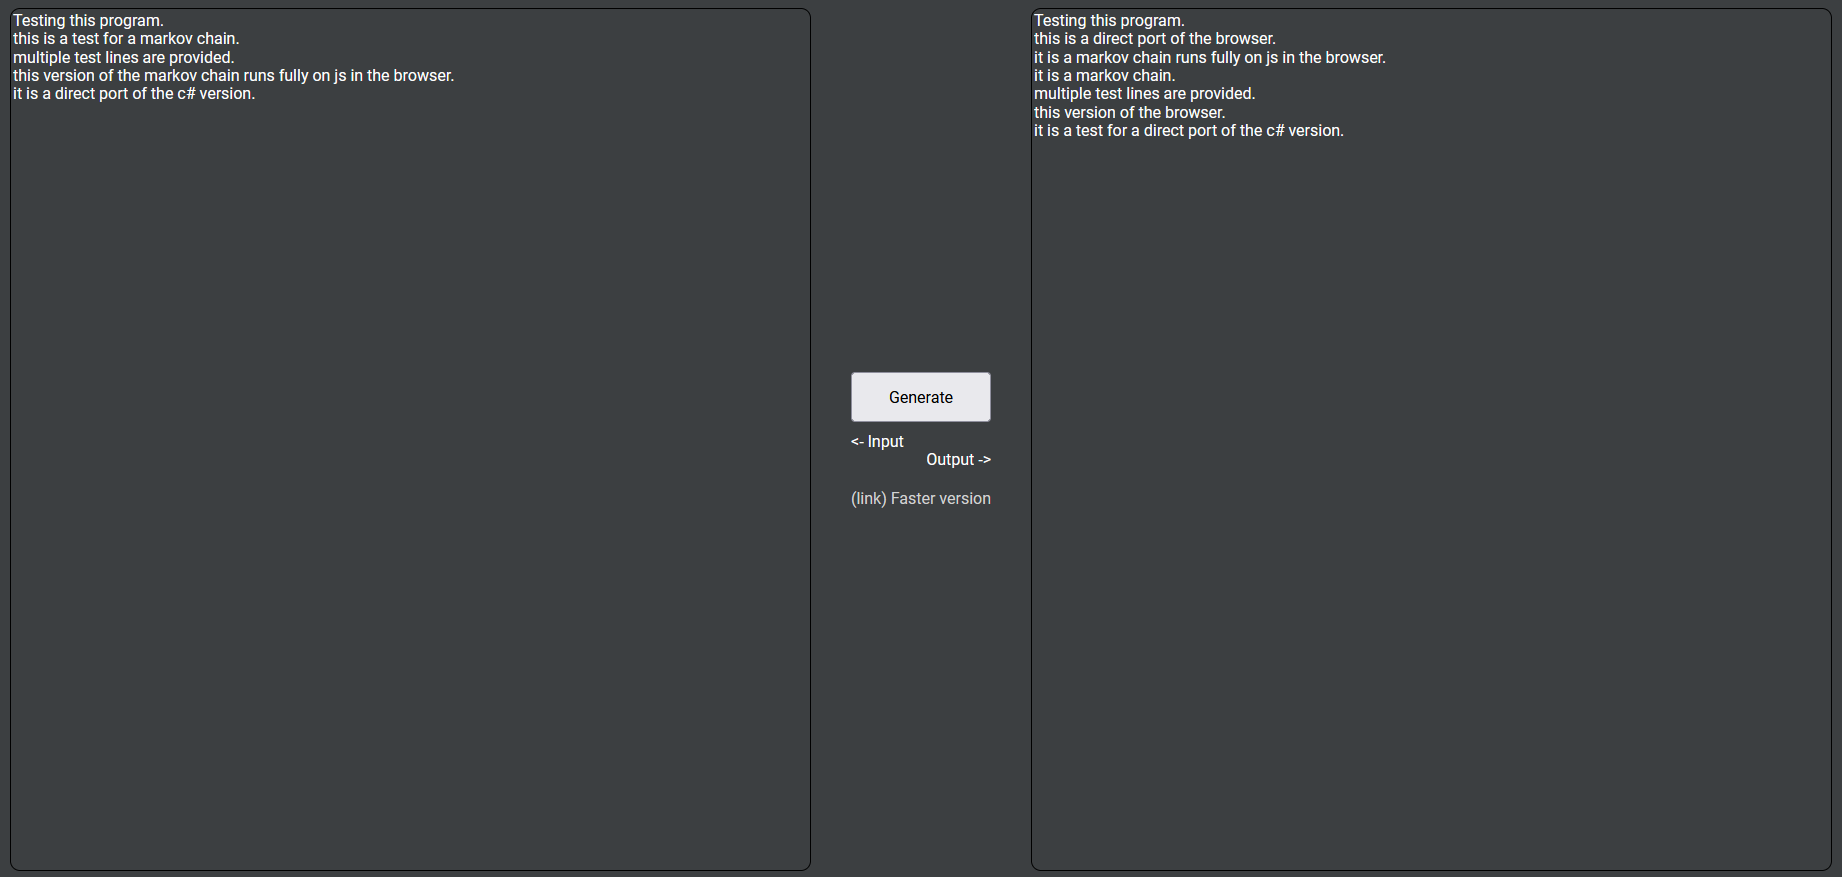 Testing this program.
this is a test for a markov chain.
multiple test lines are provided.
this version of the markov chain runs fully on js in the browser.
it is a direct port of the c# version.
Generate
<- Input
Output ->
(link) Faster version
Testing this program.
this is a direct port of the browser.
it is a markov chain runs fully on js in the browser.
it is a markov chain.
multiple test lines are provided.
this version of the browser.
it is a test for a direct port of the c# version.